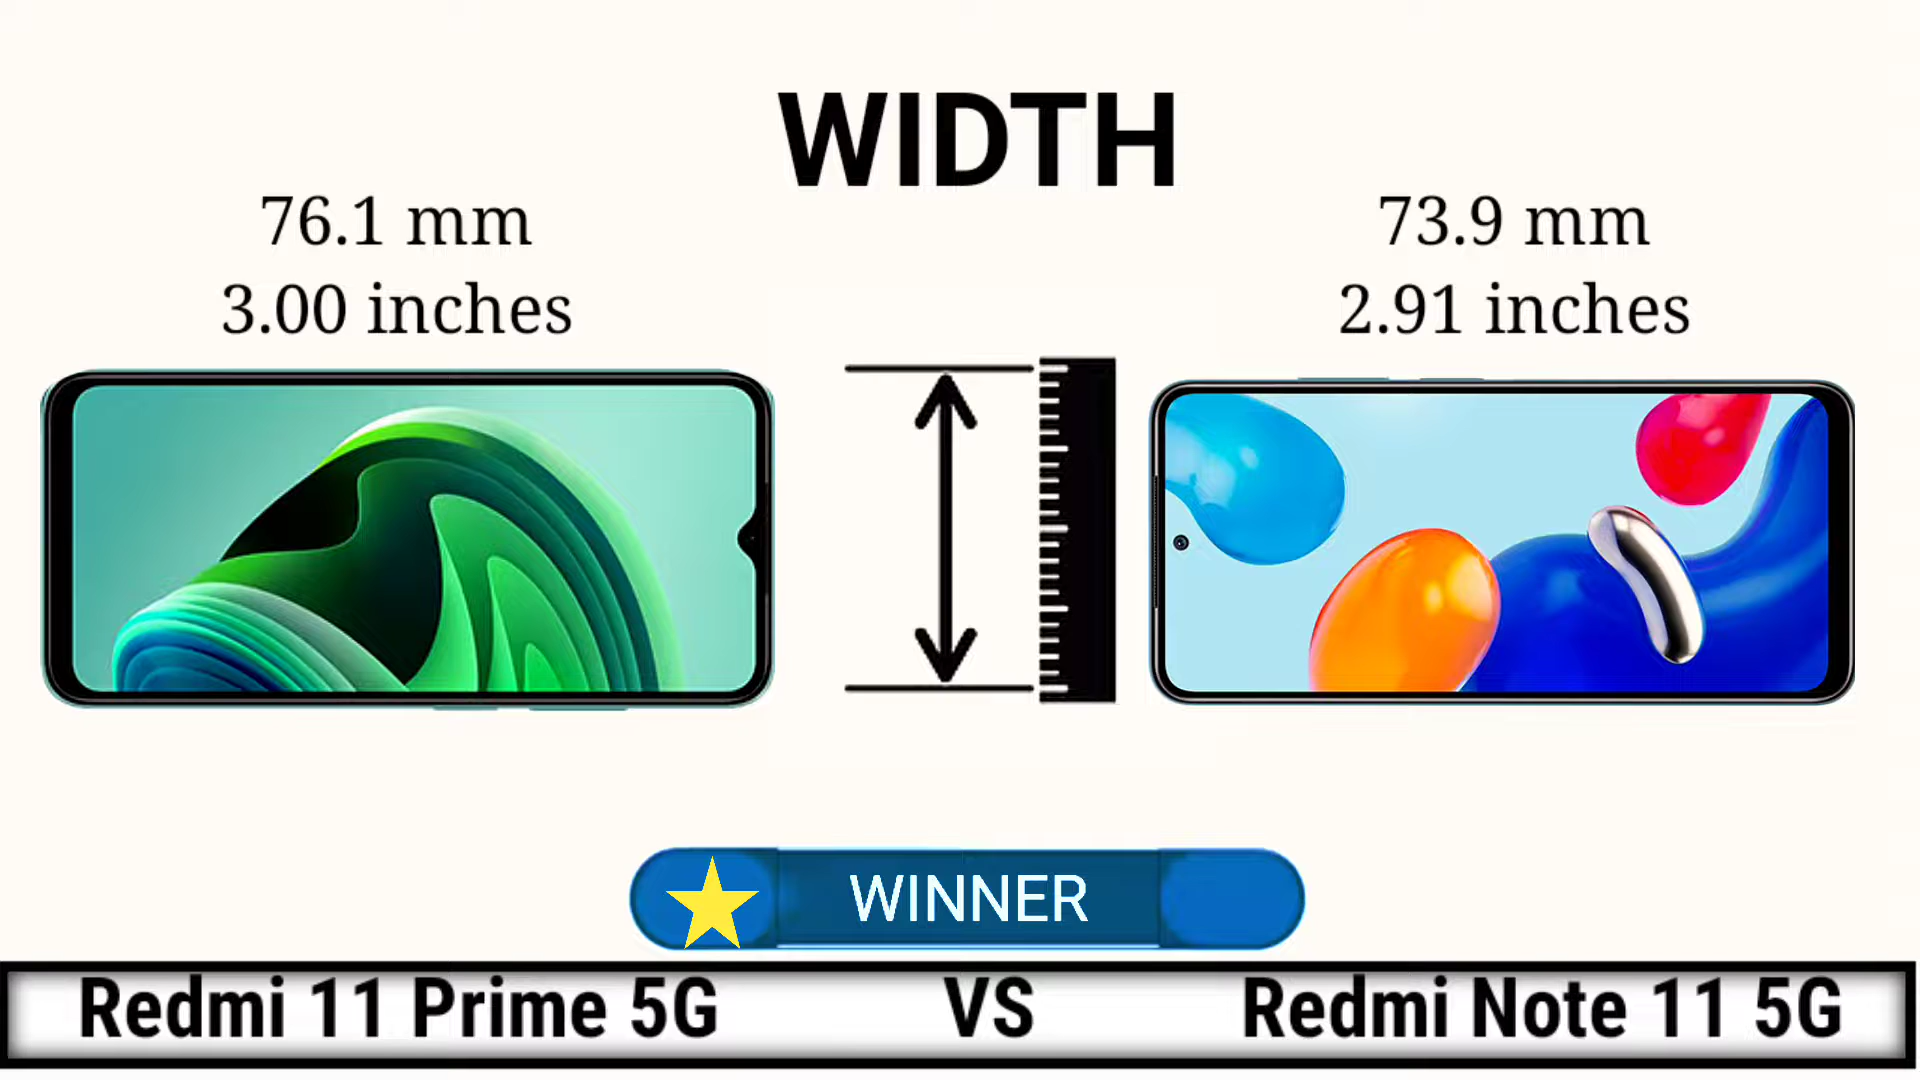 WIDTH
76.1 mm
3.00 inches
73.9 mm
2.91 inches
WINNER
Redmi 11 Prime 5G VS Redmi Note 11 5G